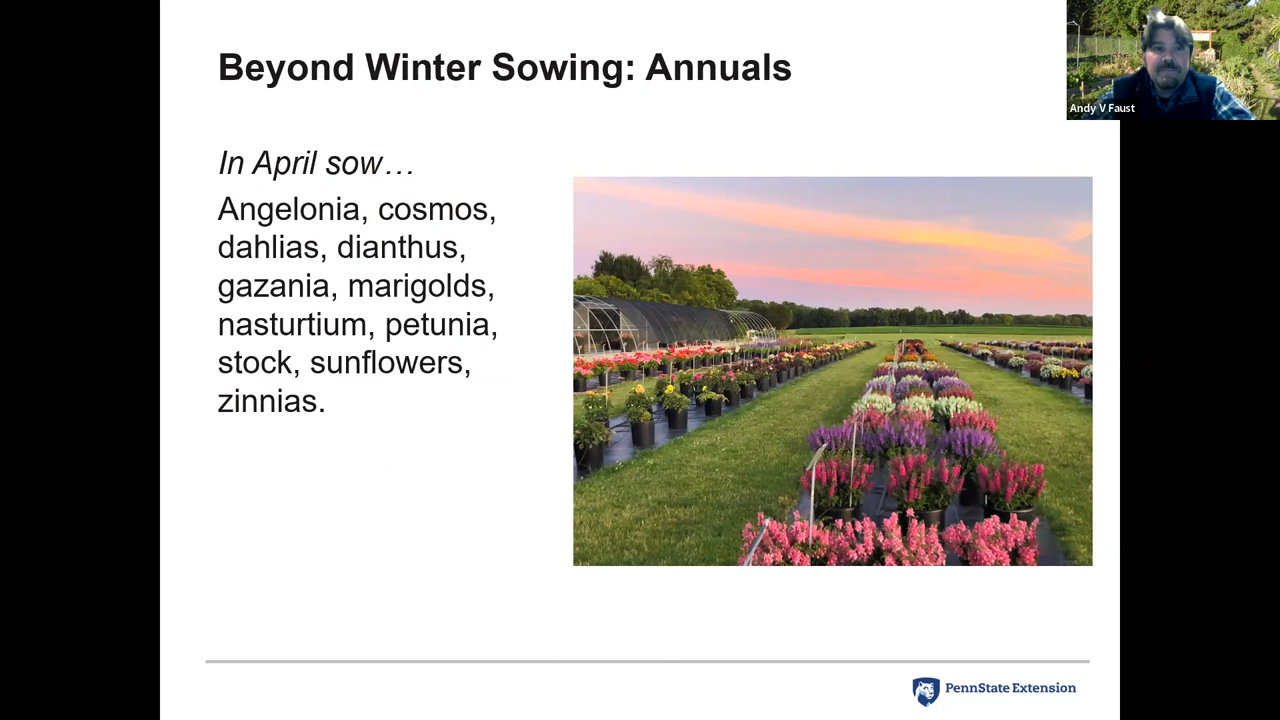 Beyond Winter Sowing: Annuals
Andy V Faust
In April sow…
Angelonia, cosmos,
dahlias, dianthus,
gazania, marigolds,
nasturtium, petunia,
stock, sunflowers,
zinnias.
PennState Extension